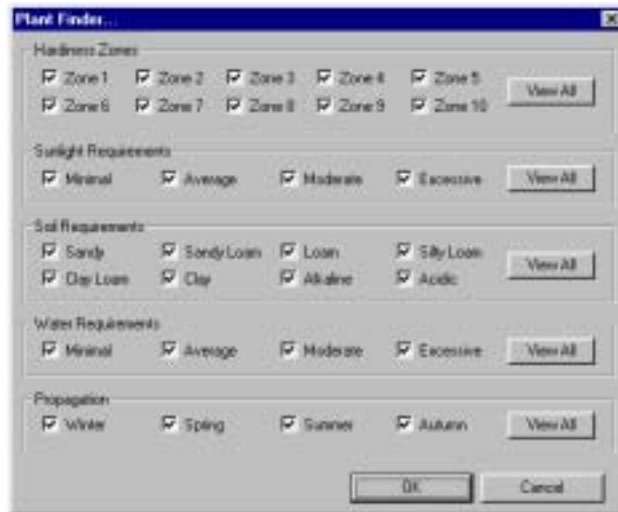 Plant Finder...
Hardiness Zones
Zone 1 Zone 2 Zone 3 Zone 4 Zone 5
Zone 6 Zone 7 Zone 8 Zone 9 Zone 10
View All
Sunlight Requirements
Minimal Average Moderate Excessive View All
Soil Requirements
Sandy Sandy Loam Loam Silty Loam
Clay Loam Clay Alkaline Acidic
View All
Water Requirements
Minimal Average Moderate Excessive View All
Propagation
Winter Spring Summer Autumn View All
OK Cancel